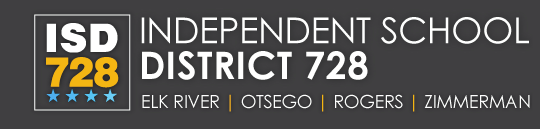 ISD
728
INDEPENDENT SCHOOL
DISTRICT 728
ELK RIVER | OTSEGO | ROGERS | ZIMMERMAN